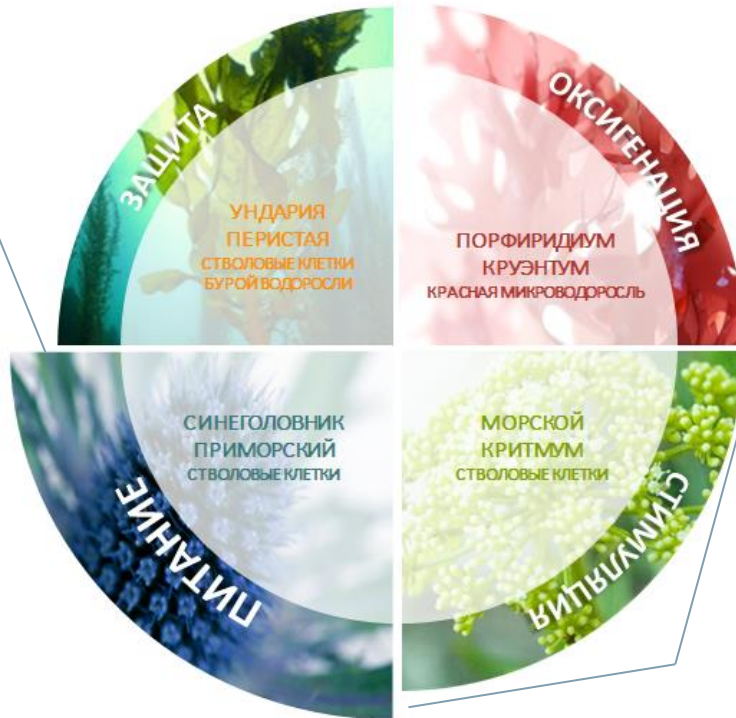 ЗАЩИТА
УНДАРИЯ
ПЕРИСТАЯ
СТВОЛОВЫЕ КЛЕТКИ
БУРОЙ ВОДОРОСЛИ
ОКСИГЕНАЦИЯ
ПОРФИРИДИУМ
КРУЭНТУМ
КРАСНАЯ МИКРОВОДОРОСЛЬ
СИНЕГОЛОВНИК
ПРИМОРСКИЙ
СТВОЛОВЫЕ КЛЕТКИ
ПИТАНИЕ
МОРСКОЙ
КРИТМУМ
СТВОЛОВЫЕ КЛЕТКИ
СТИМУЛЯЦИЯ